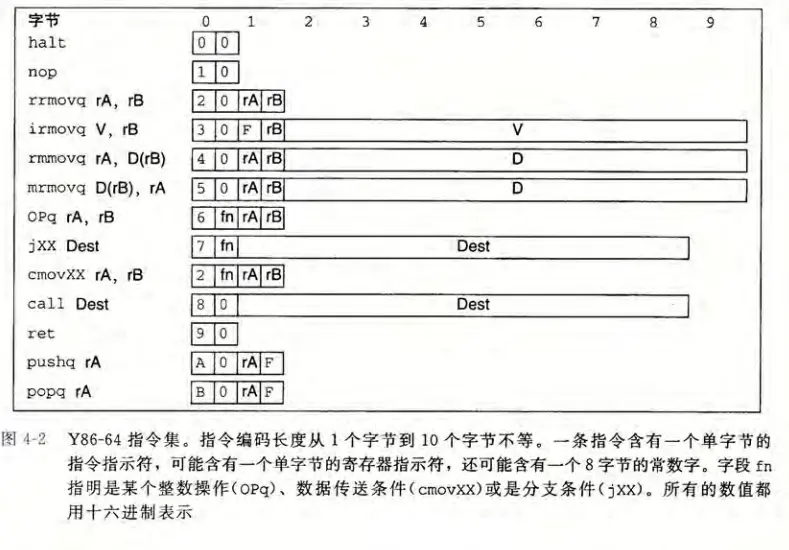 字节 0 1 2 3 4 5 6 7 8 9
halt 0 0
nop 1 0
rrmovq rA, rB 2 0 rA rB
irmovq V, rB 3 0 F rB V
rmmovq rA, D(rB) 4 0 rA rB D
mrmovq D(rB), rA 5 0 rA rB D
OPq rA, rB 6 fn rA rB
jXX Dest 7 fn Dest
cmovXX rA, rB 2 fn rA rB
call Dest 8 0 Dest
ret 9 0
pushq rA A 0 rA F
popq rA B 0 rA F
图 4-2 Y86-64 指令集。指令编码长度从 1 个字节到 10 个字节不等。一条指令含有一个单字节的
指令指示符,可能含有一个单字节的寄存器指示符,还可能含有一个 8 字节的常数字。字段 fn
指明是某个整数操作(OPq)、数据传送条件(cmovXX)或是分支条件(jXX)。所有的数值都
用十六进制表示